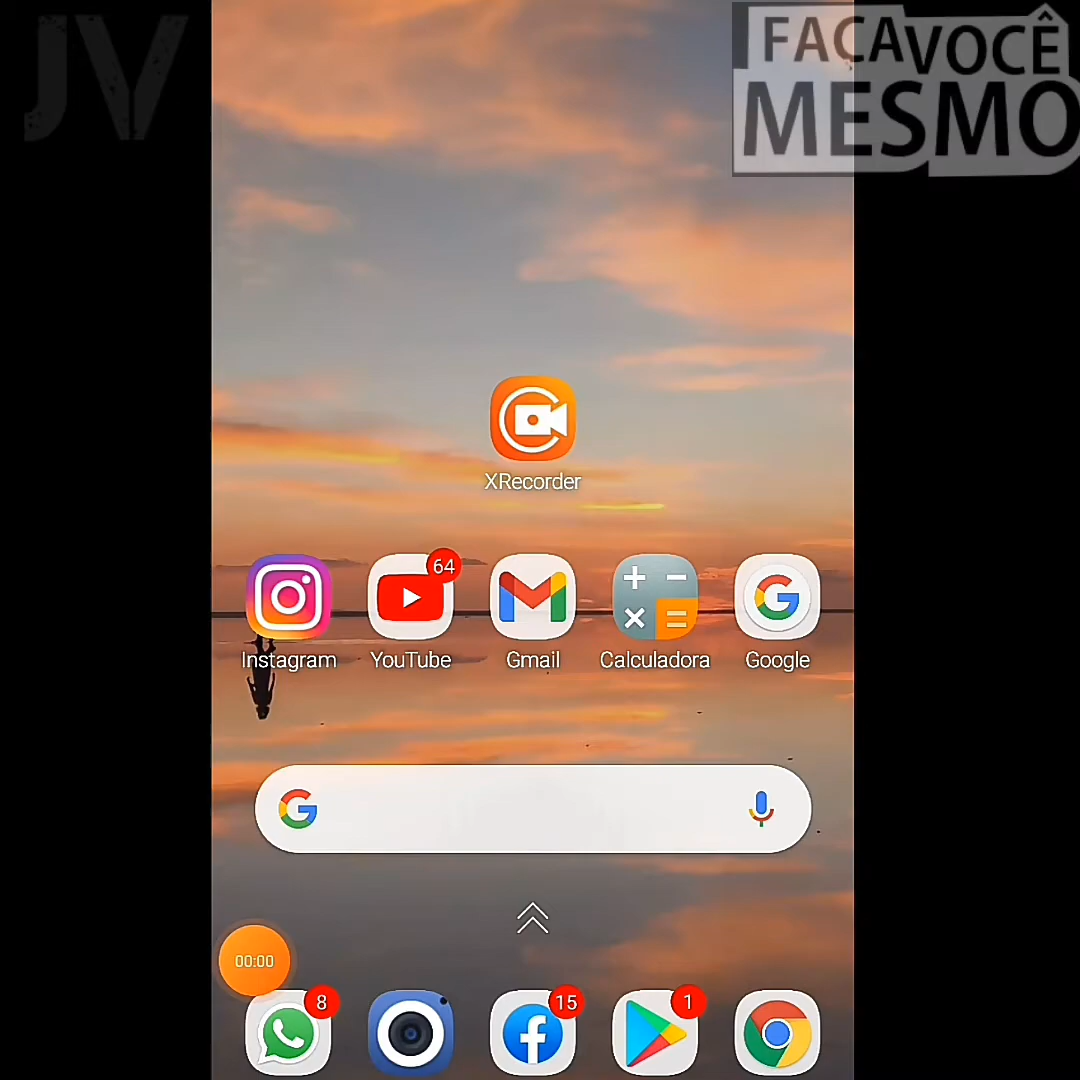 JV
FAÇA VOCÊ
MESMO
XRecorder
64
Instagram
YouTube
Gmail
Calculadora
Google
00:00
8
15
1